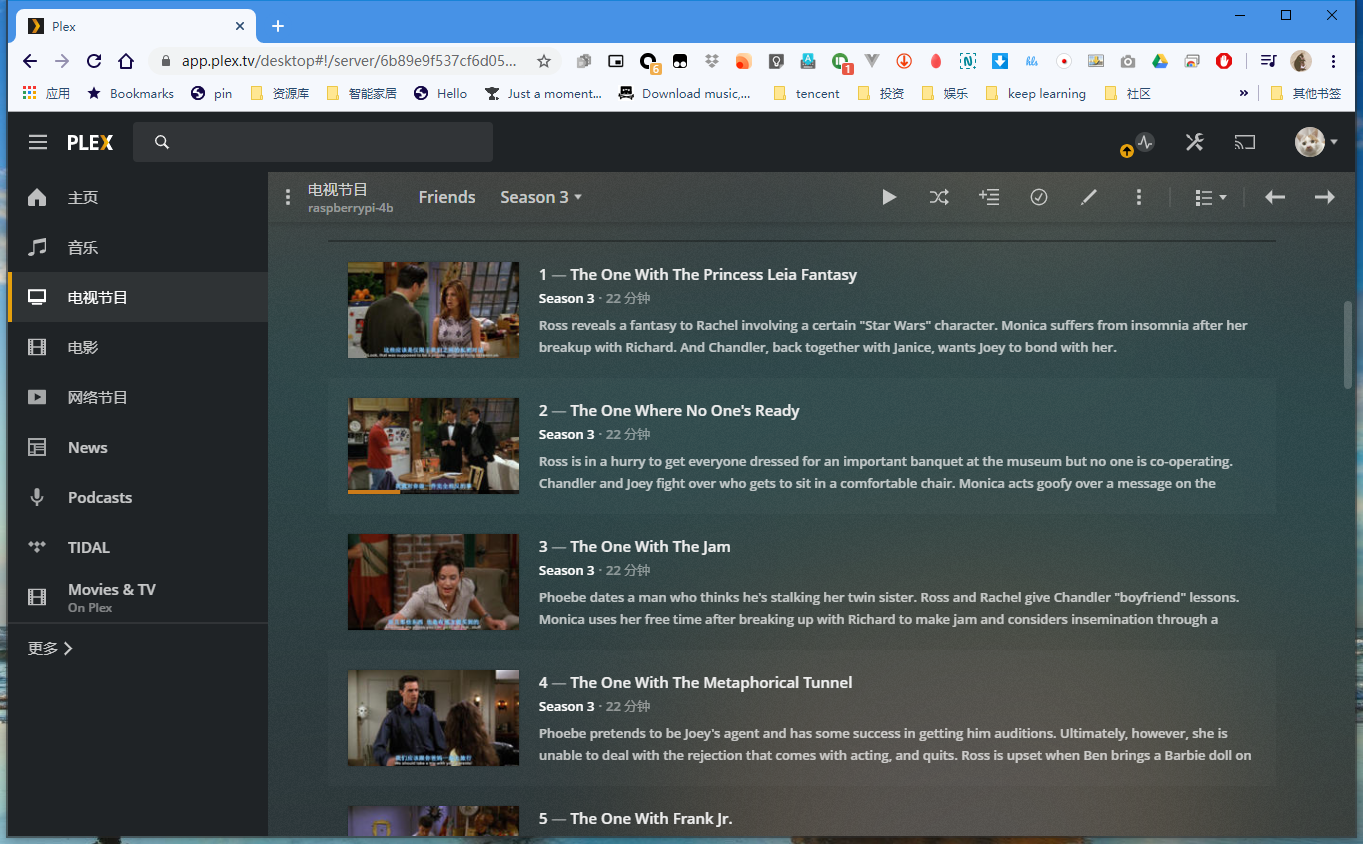 Plex
app.plex.tv/desktop#!/server/6b89e9f537cf6d05...
6
1
应用
Bookmarks
pin
资源库
智能家居
Hello
Just a moment...
Download music,...
tencent
投资
娱乐
keep learning
社区
»
其他书签
PLEX
主页
音乐
电视节目
电影
网络节目
News
Podcasts
TIDAL
Movies & TV
On Plex
更多
电视节目
raspberrypi-4b
Friends
Season 3
1 — The One With The Princess Leia Fantasy
Season 3 · 22 分钟
Ross reveals a fantasy to Rachel involving a certain "Star Wars" character. Monica suffers from insomnia after her
breakup with Richard. And Chandler, back together with Janice, wants Joey to bond with her.
2 — The One Where No One's Ready
Season 3 · 22 分钟
Ross is in a hurry to get everyone dressed for an important banquet at the museum but no one is co-operating.
Chandler and Joey fight over who gets to sit in a comfortable chair. Monica acts goofy over a message on the
3 — The One With The Jam
Season 3 · 22 分钟
Phoebe dates a man who thinks he's stalking her twin sister. Ross and Rachel give Chandler "boyfriend" lessons.
Monica uses her free time after breaking up with Richard to make jam and considers insemination through a
4 — The One With The Metaphorical Tunnel
Season 3 · 22 分钟
Phoebe pretends to be Joey's agent and has some success in getting him auditions. Ultimately, however, she is
unable to deal with the rejection that comes with acting, and quits. Ross is upset when Ben brings a Barbie doll on
5 — The One With Frank Jr.